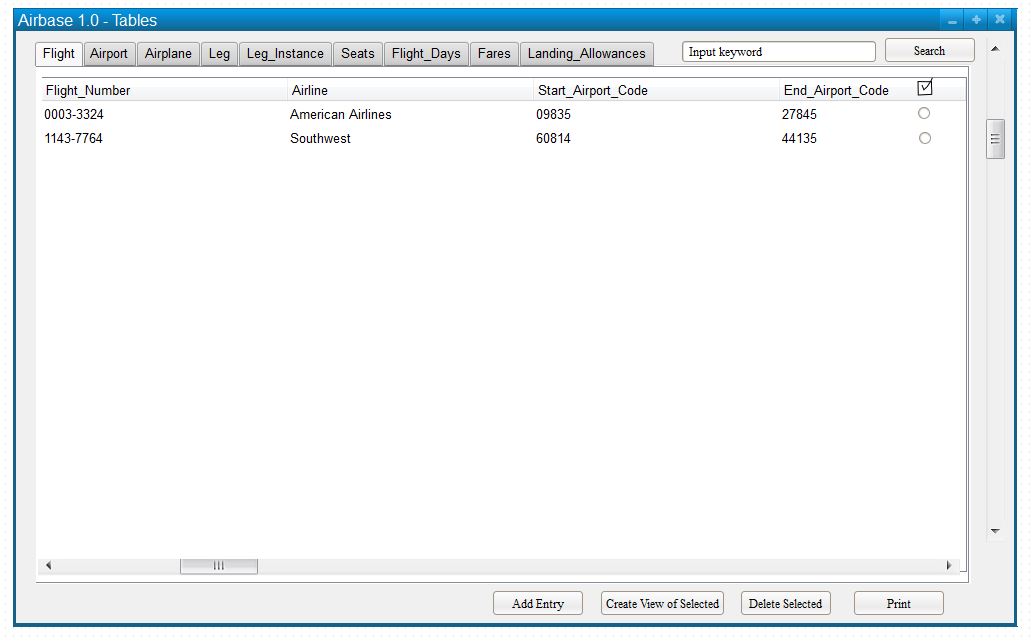 Airbase 1.0 - Tables
Flight Airport Airplane Leg Leg_Instance Seats Flight_Days Fares Landing_Allowances Input keyword Search
Flight_Number Airline Start_Airport_Code End_Airport_Code
0003-3324 American Airlines 09835 27845
1143-7764 Southwest 60814 44135
Add Entry Create View of Selected Delete Selected Print